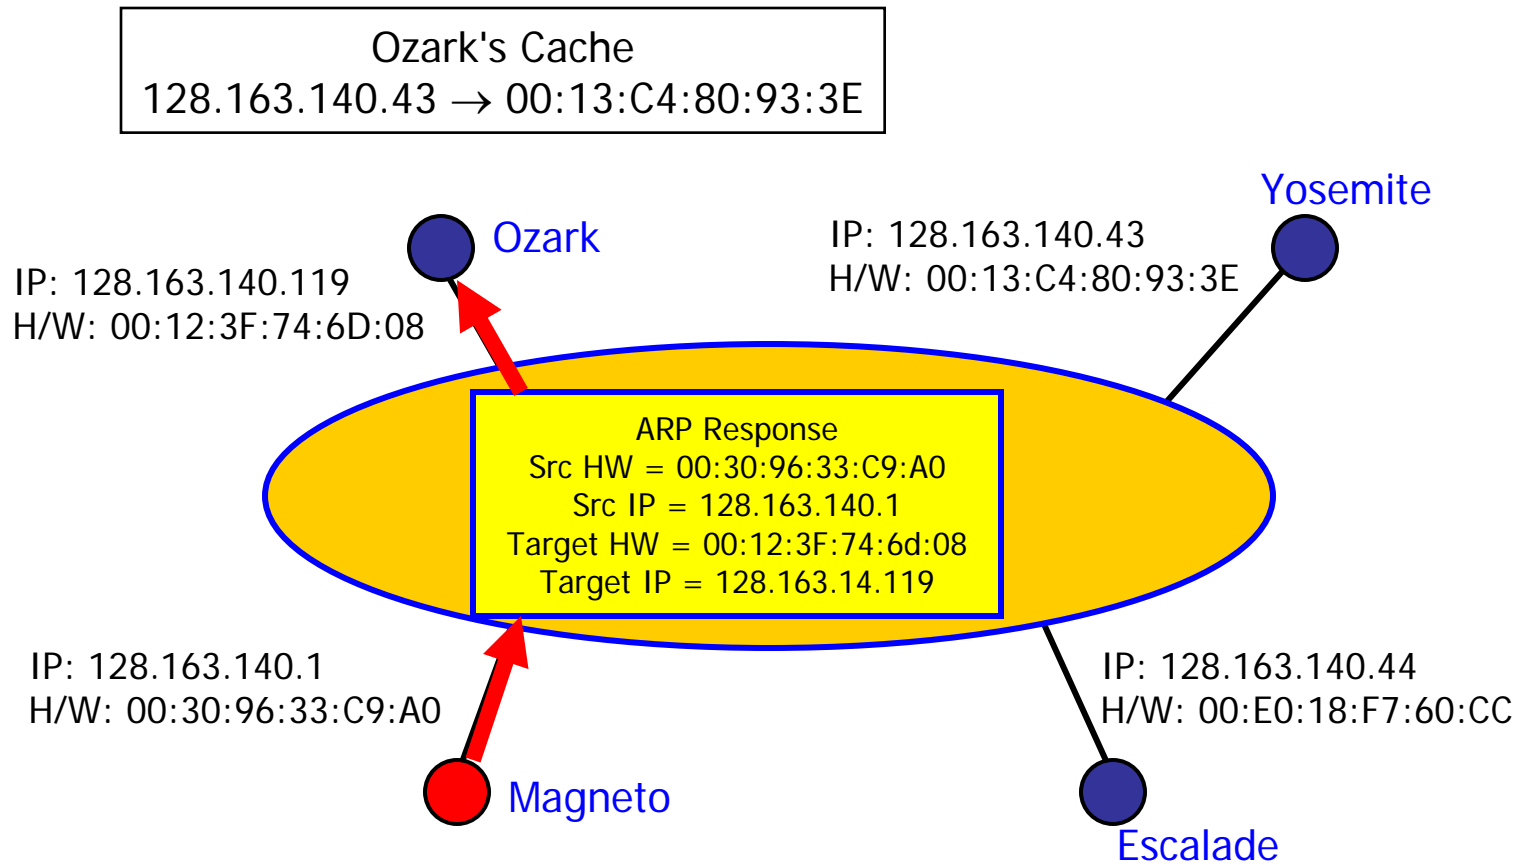 Ozark's Cache
128.163.140.43 → 00:13:C4:80:93:3E
Yosemite
Ozark
IP: 128.163.140.43
H/W: 00:13:C4:80:93:3E
IP: 128.163.140.119
H/W: 00:12:3F:74:6D:08
ARP Response
Src HW = 00:30:96:33:C9:A0
Src IP = 128.163.140.1
Target HW = 00:12:3F:74:6d:08
Target IP = 128.163.14.119
IP: 128.163.140.1
H/W: 00:30:96:33:C9:A0
IP: 128.163.140.44
H/W: 00:E0:18:F7:60:CC
Magneto
Escalade